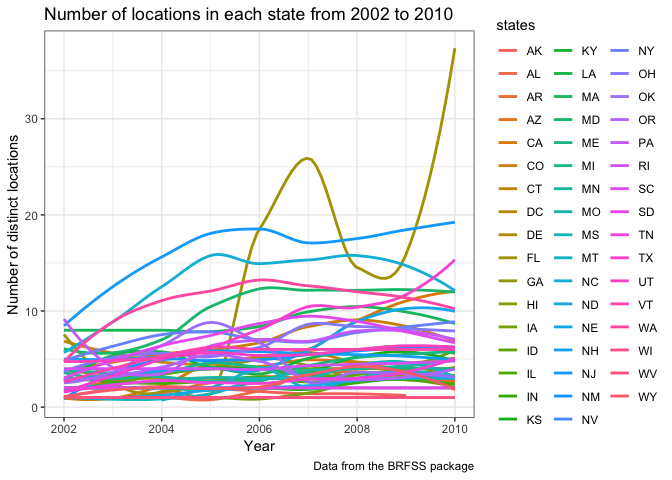 Number of locations in each state from 2002 to 2010
Number of distinct locations
30
20
10
0
2002
2004
2006
2008
2010
Year
Data from the BRFSS package
states
AK
AL
AR
AZ
CA
CO
CT
DC
DE
FL
GA
HI
IA
ID
IL
IN
KS
KY
LA
MA
MD
ME
MI
MN
MO
MS
MT
NC
ND
NE
NH
NJ
NM
NV
NY
OH
OK
OR
PA
RI
SC
SD
TN
TX
UT
VT
WA
WI
WV
WY